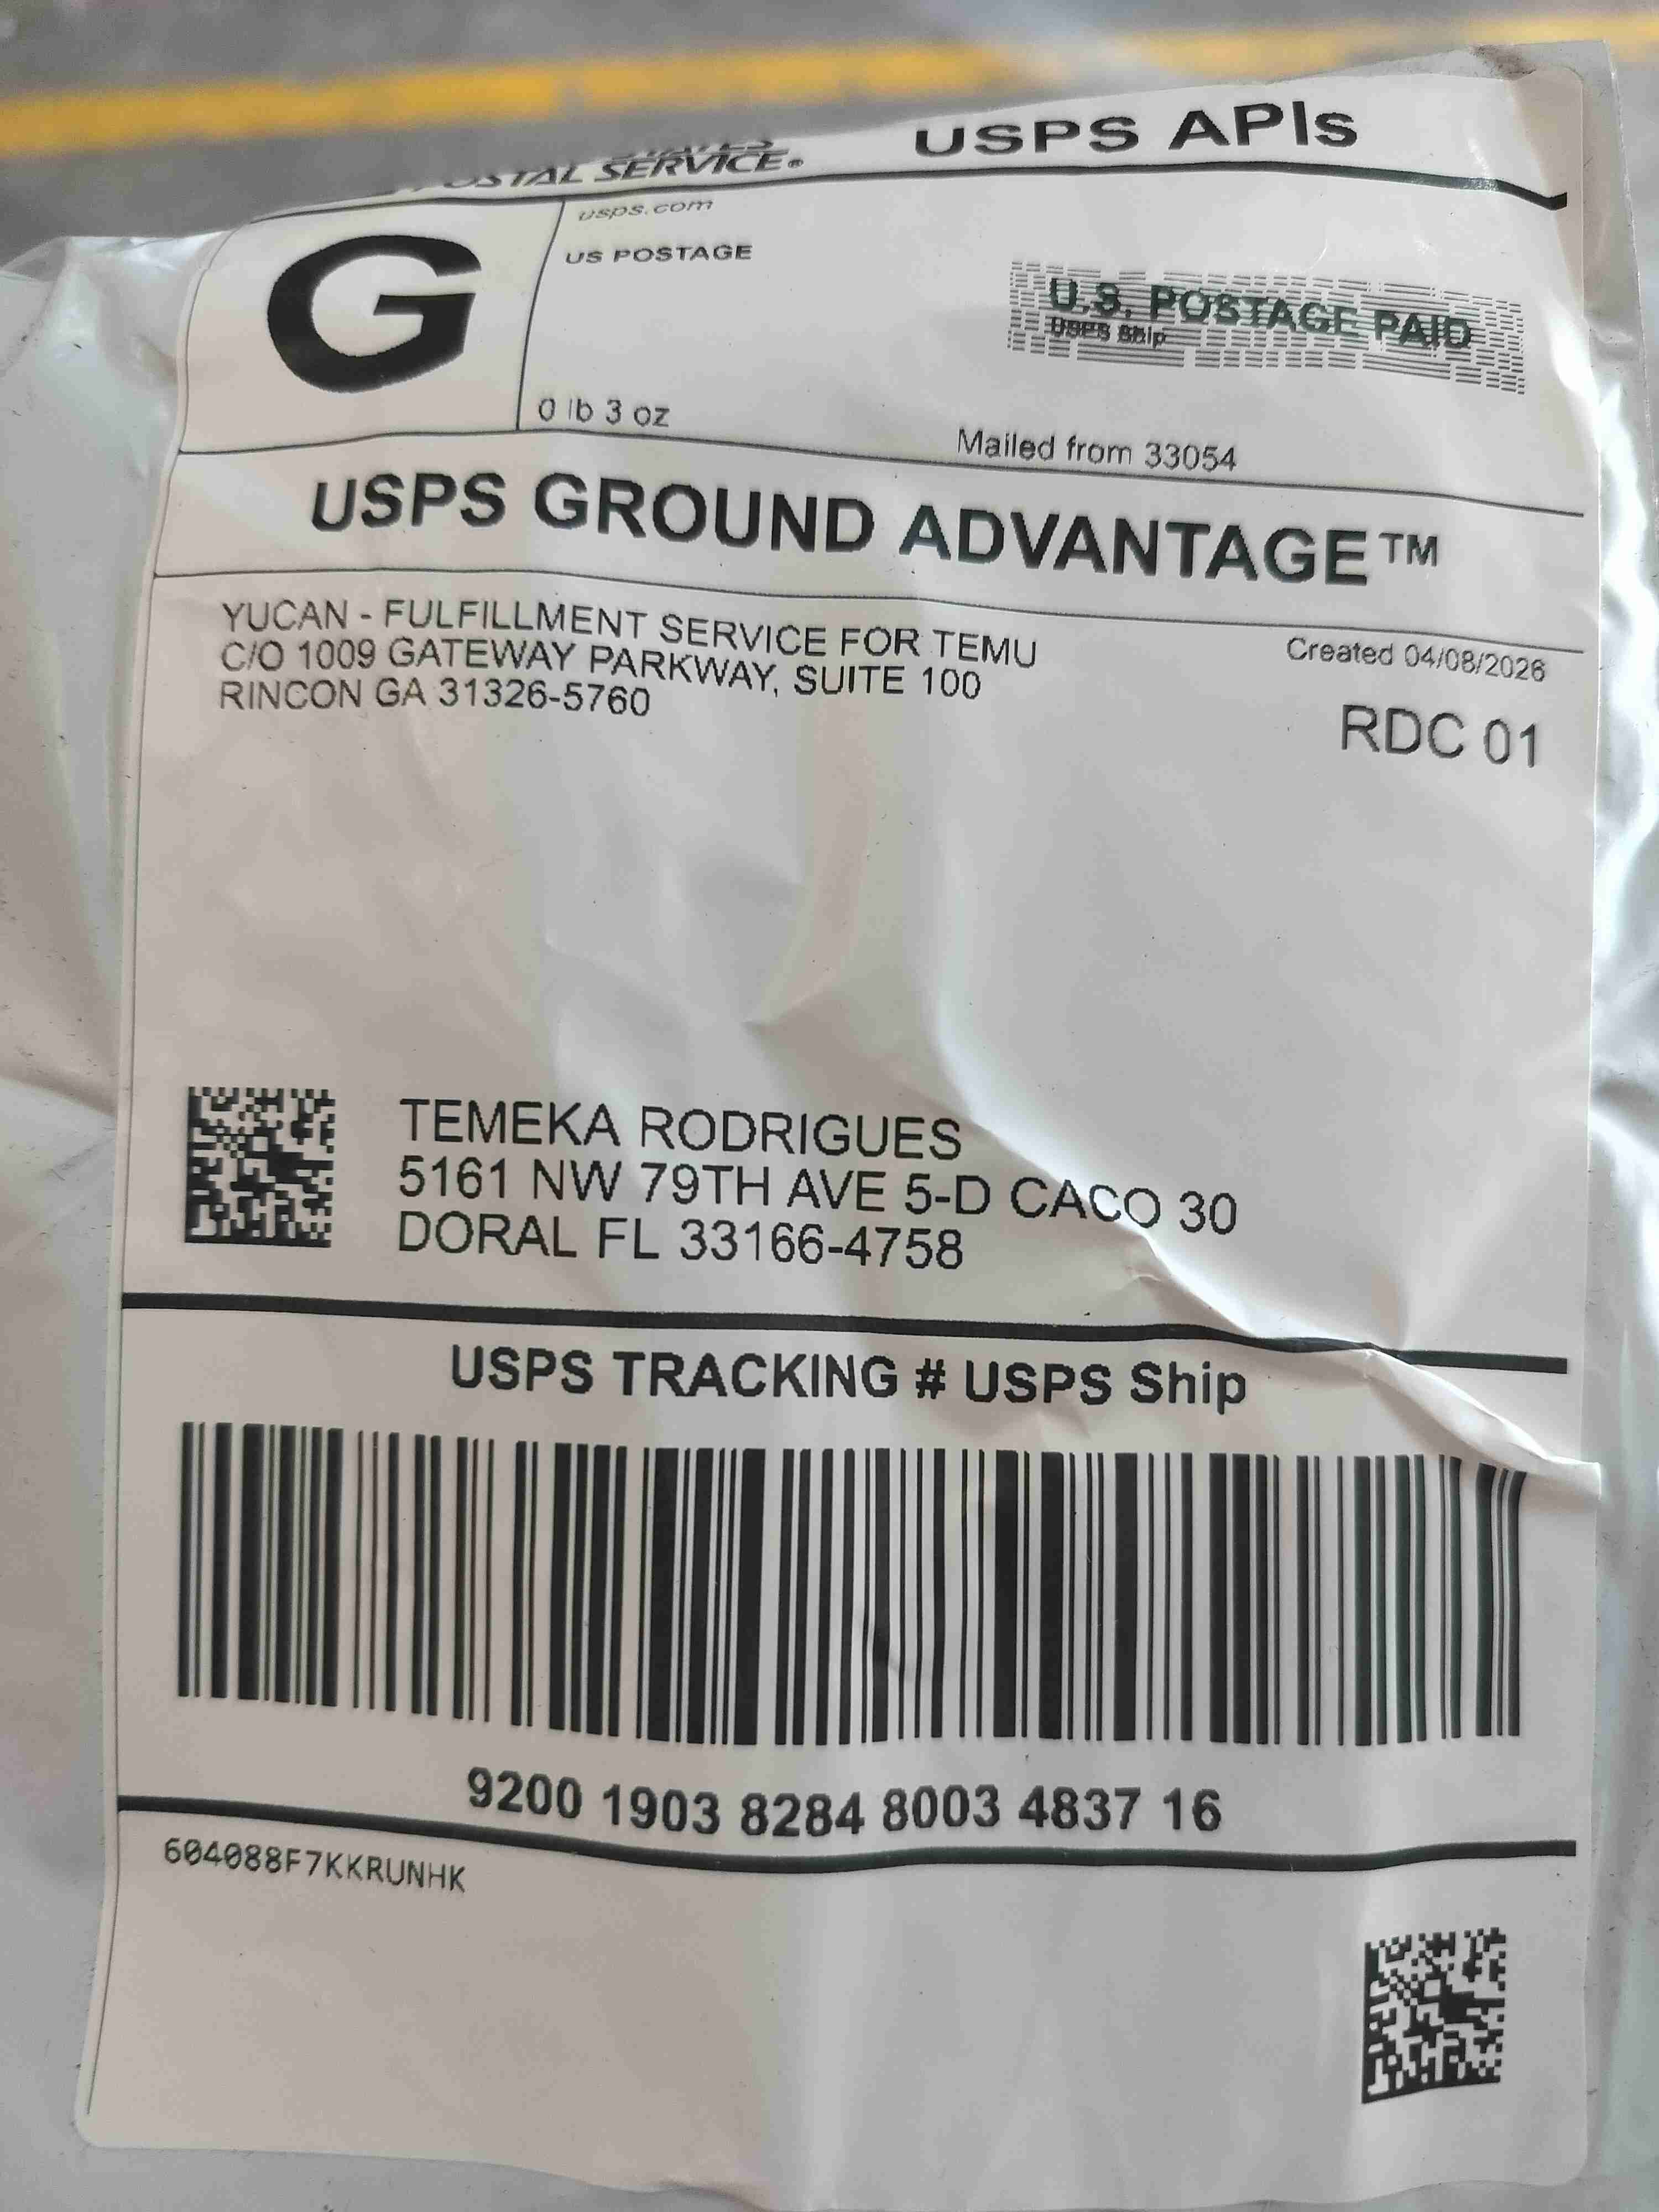 POSTAL SERVICE®
USPS APIs
usps.com
G
US POSTAGE
U.S. POSTAGE PAID
USPS Ship
0 lb 3 oz
Mailed from 33054
USPS GROUND ADVANTAGE™
YUCAN - FULFILLMENT SERVICE FOR TEMU
C/O 1009 GATEWAY PARKWAY, SUITE 100
RINCON GA 31326-5760
Created 04/08/2026
RDC 01
TEMEKA RODRIGUES
5161 NW 79TH AVE 5-D CACO 30
DORAL FL 33166-4758
USPS TRACKING # USPS Ship
9200 1903 8284 8003 4837 16
604088F7KKRUNHK